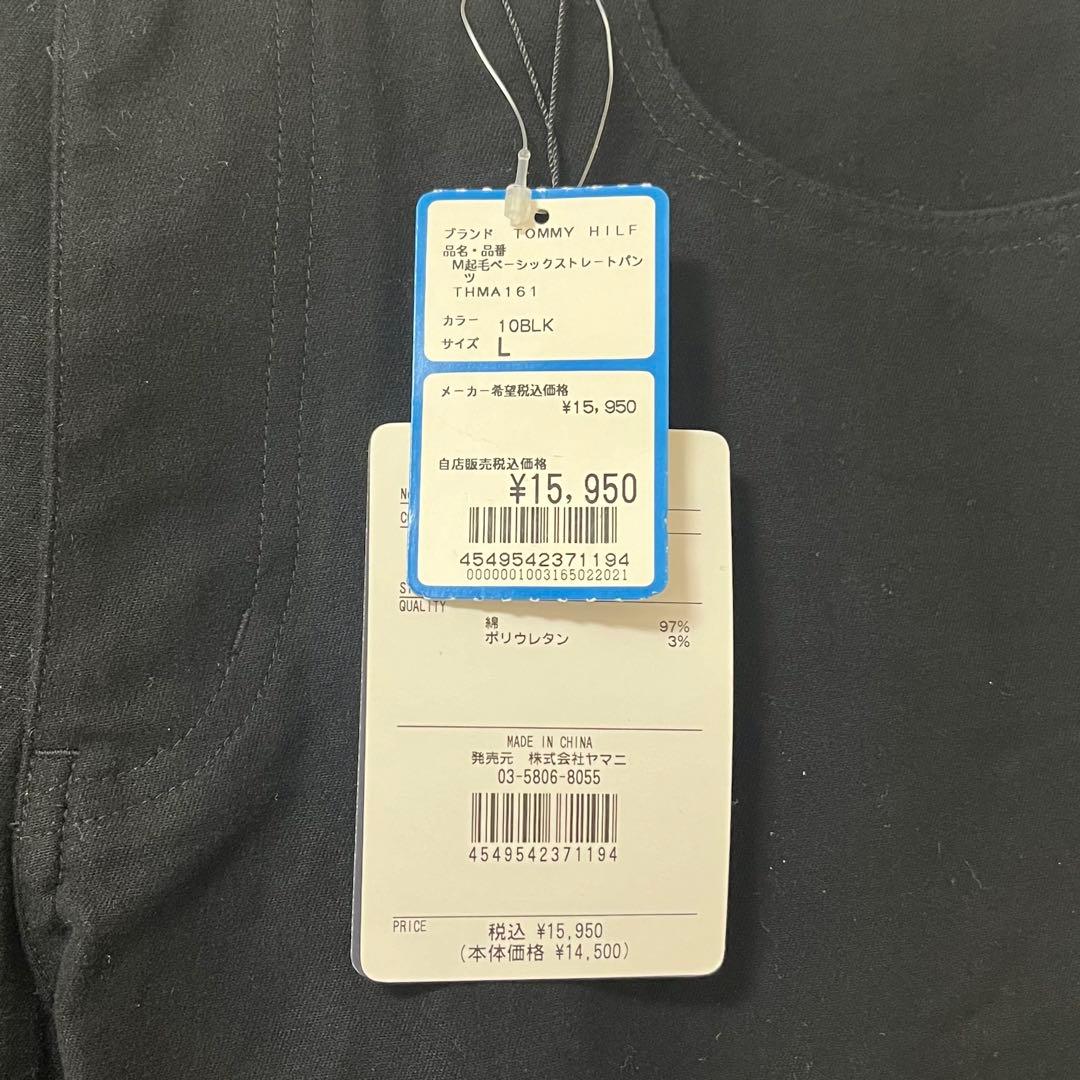 ブランド TOMMY HILF
品名・品番
M起毛ベーシックストレートパン
ツ
THMA161
カラー 10BLK
サイズ L
メーカー希望税込価格
¥15,950
自店販売税込価格
¥15,950
4549542371194
0000001003165022021
QUALITY
綿 97%
ポリウレタン 3%
MADE IN CHINA
発売元 株式会社ヤマニ
03-5806-8055
4549542371194
PRICE 税込 ¥15,950
(本体価格 ¥14,500)